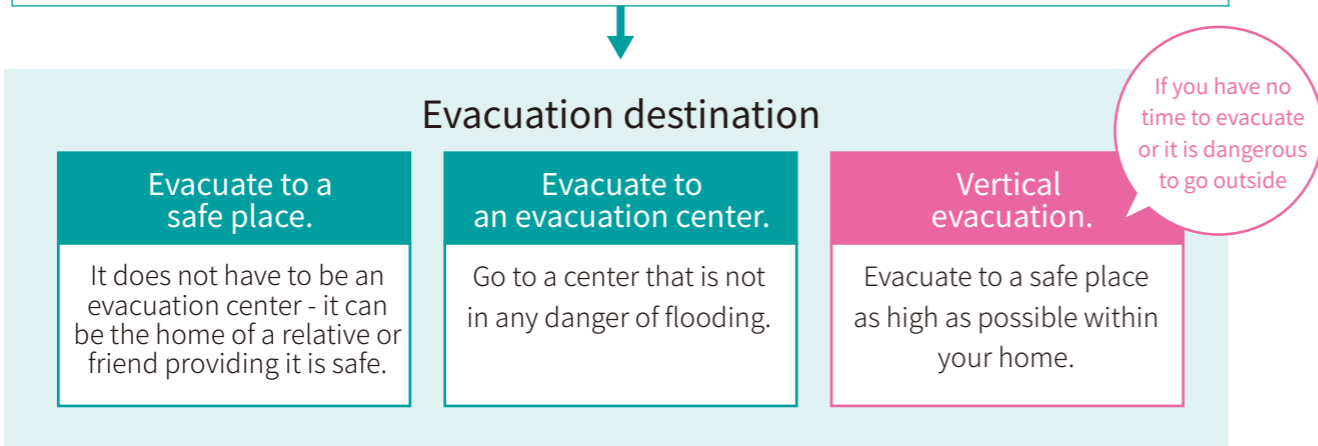 Evacuation destination
If you have no
time to evacuate
or it is dangerous
to go outside
Evacuate to a
safe place.
It does not have to be an
evacuation center - it can
be the home of a relative or
friend providing it is safe.
Evacuate to
an evacuation center.
Go to a center that is not
in any danger of flooding.
Vertical
evacuation.
Evacuate to a safe place
as high as possible within
your home.